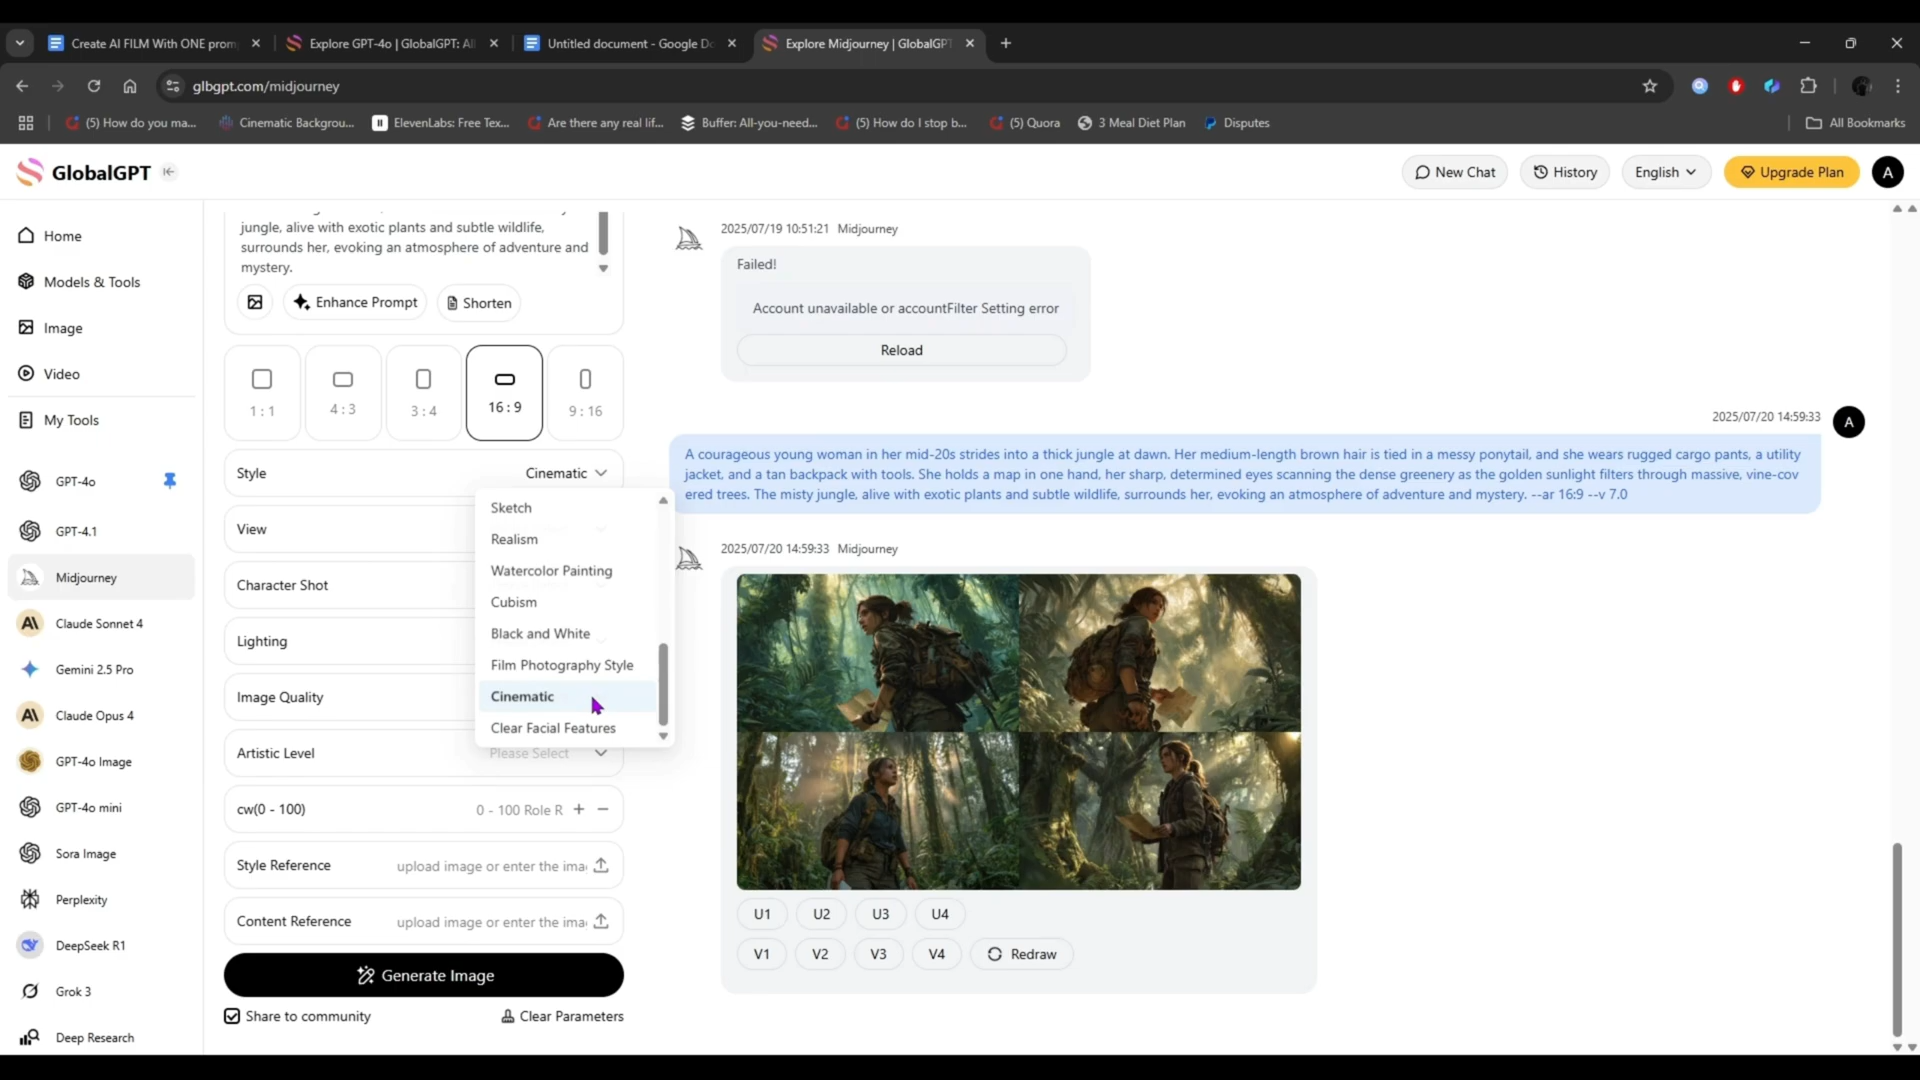 Create AI FILM With ONE prom
Explore GPT-4o | GlobalGPT: Al
Untitled document - Google Do
Explore Midjourney | GlobalGPT
glbgpt.com/midjourney
(5) How do you ma...
Cinematic Backgrou...
ElevenLabs: Free Tex...
Are there any real lif...
Buffer: All-you-need...
(5) How do I stop b...
(5) Quora
3 Meal Diet Plan
Disputes
All Bookmarks
GlobalGPT
New Chat
History
English
Upgrade Plan
A
Home
Models & Tools
Image
Video
My Tools
GPT-4o
GPT-4.1
Midjourney
Claude Sonnet 4
Gemini 2.5 Pro
Claude Opus 4
GPT-4o Image
GPT-4o mini
Sora Image
Perplexity
DeepSeek R1
Grok 3
Deep Research
jungle, alive with exotic plants and subtle wildlife,
surrounds her, evoking an atmosphere of adventure and
mystery.
Enhance Prompt
Shorten
1 : 1
4 : 3
3 : 4
16 : 9
9 : 16
Style
Cinematic
View
Character Shot
Lighting
Image Quality
Artistic Level
Please Select
Sketch
Realism
Watercolor Painting
Cubism
Black and White
Film Photography Style
Cinematic
Clear Facial Features
cw(0 - 100)
0 - 100 Role R
Style Reference
upload image or enter the ima
Content Reference
upload image or enter the ima
Generate Image
Share to community
Clear Parameters
2025/07/19 10:51:21 Midjourney
Failed!
Account unavailable or accountFilter Setting error
Reload
2025/07/20 14:59:33
A
A courageous young woman in her mid-20s strides into a thick jungle at dawn. Her medium-length brown hair is tied in a messy ponytail, and she wears rugged cargo pants, a utility
jacket, and a tan backpack with tools. She holds a map in one hand, her sharp, determined eyes scanning the dense greenery as the golden sunlight filters through massive, vine-cov
ered trees. The misty jungle, alive with exotic plants and subtle wildlife, surrounds her, evoking an atmosphere of adventure and mystery. --ar 16:9 --v 7.0
2025/07/20 14:59:33 Midjourney
U1
U2
U3
U4
V1
V2
V3
V4
Redraw